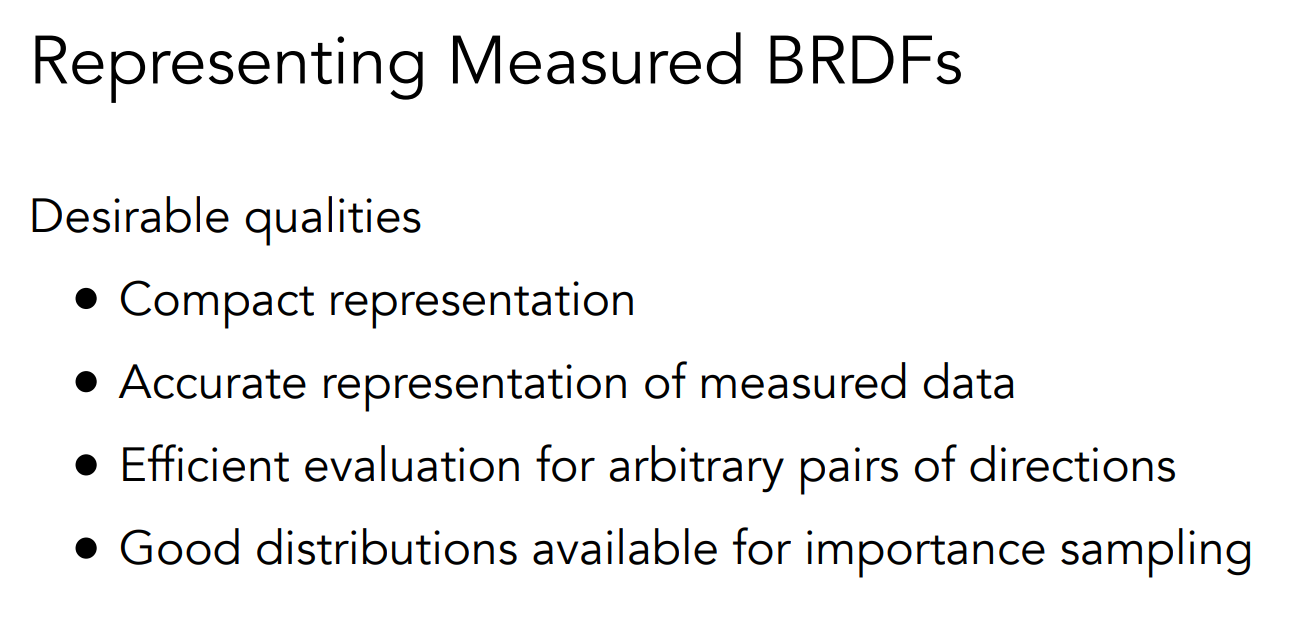 Representing Measured BRDFs
Desirable qualities
● Compact representation
● Accurate representation of measured data
● Efficient evaluation for arbitrary pairs of directions
● Good distributions available for importance sampling